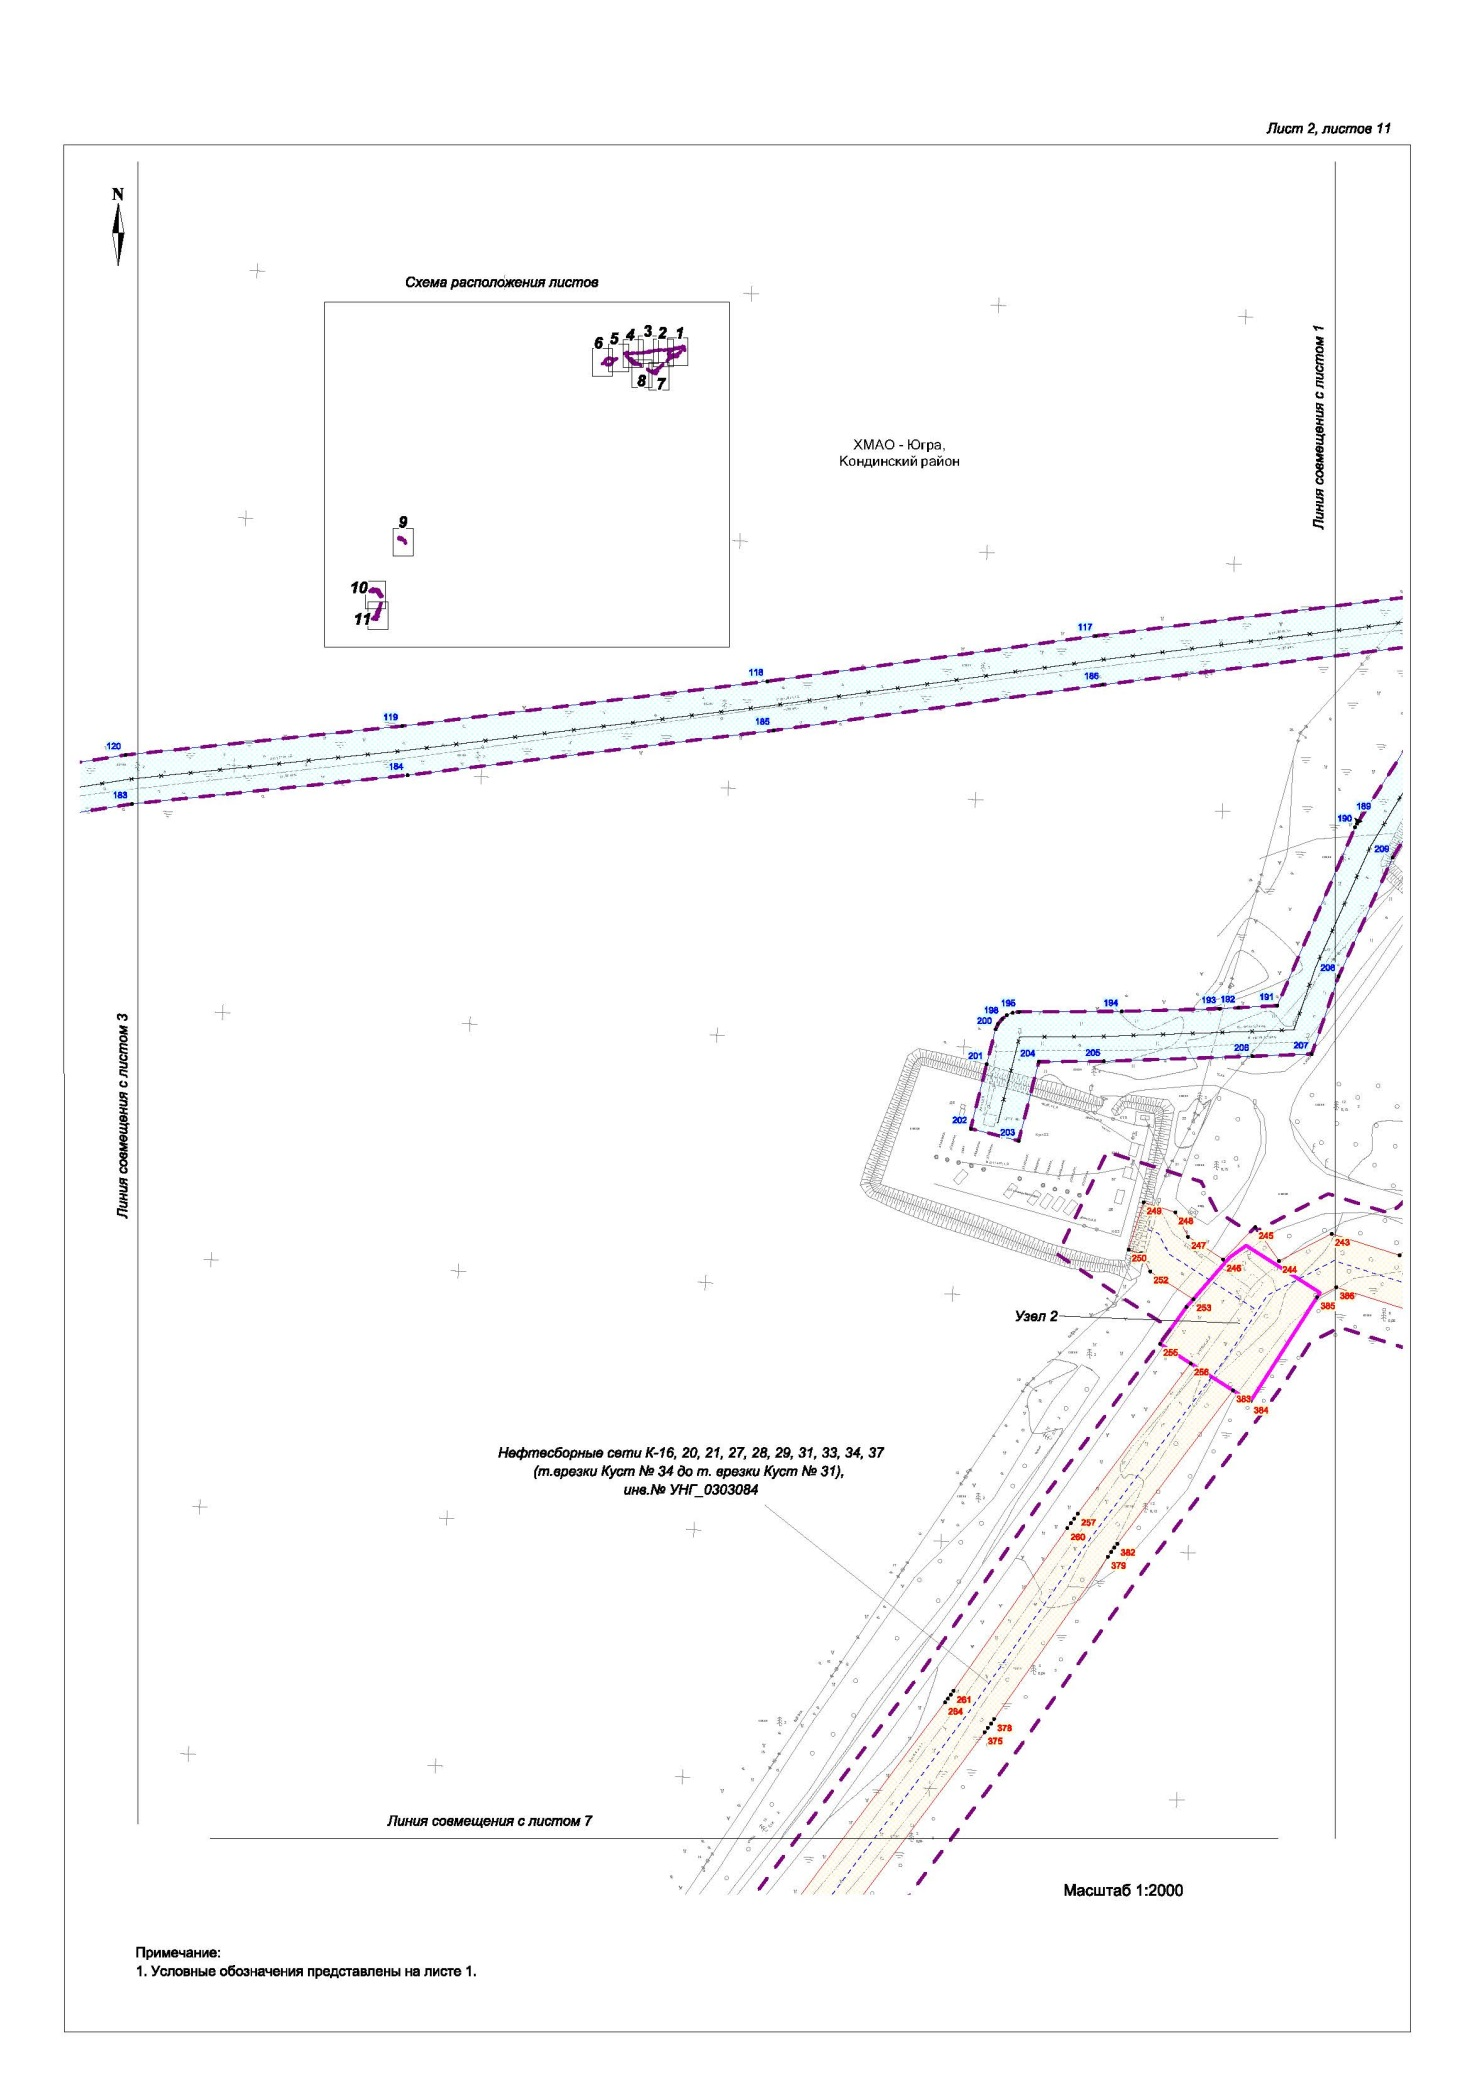 Лист 2, листов 11
N
Схема расположения листов
6 5 4 3 2 1
8 7
9
10
11
ХМАО - Югра,
Кондинский район
Линия совмещения с листом 1
Линия совмещения с листом 3
117
118
186
119
185
120
184
183
189
190
209
208
195 194 193 192 191
198
200
201 204 205 206 207
202
203
249
248
247
245
243
250
246
244
252
253
386
385
Узел 2
255
256
383
384
Нефтесборные сети К-16, 20, 21, 27, 28, 29, 31, 33, 34, 37
(т.врезки Куст № 34 до т. врезки Куст № 31),
инв.№ УНГ_0303084
257
260
382
379
261
264
378
375
Линия совмещения с листом 7
Масштаб 1:2000
Примечание:
1. Условные обозначения представлены на листе 1.